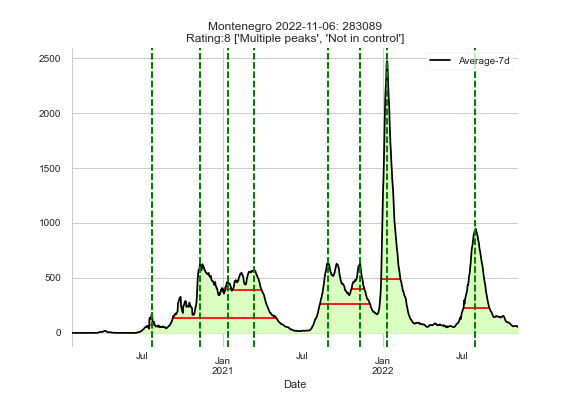 Montenegro 2022-11-06: 283089
Rating:8 ['Multiple peaks', 'Not in control']
Average-7d
2500
2000
1500
1000
500
0
Jul
Jan
2021
Jul
Jan
2022
Jul
Date